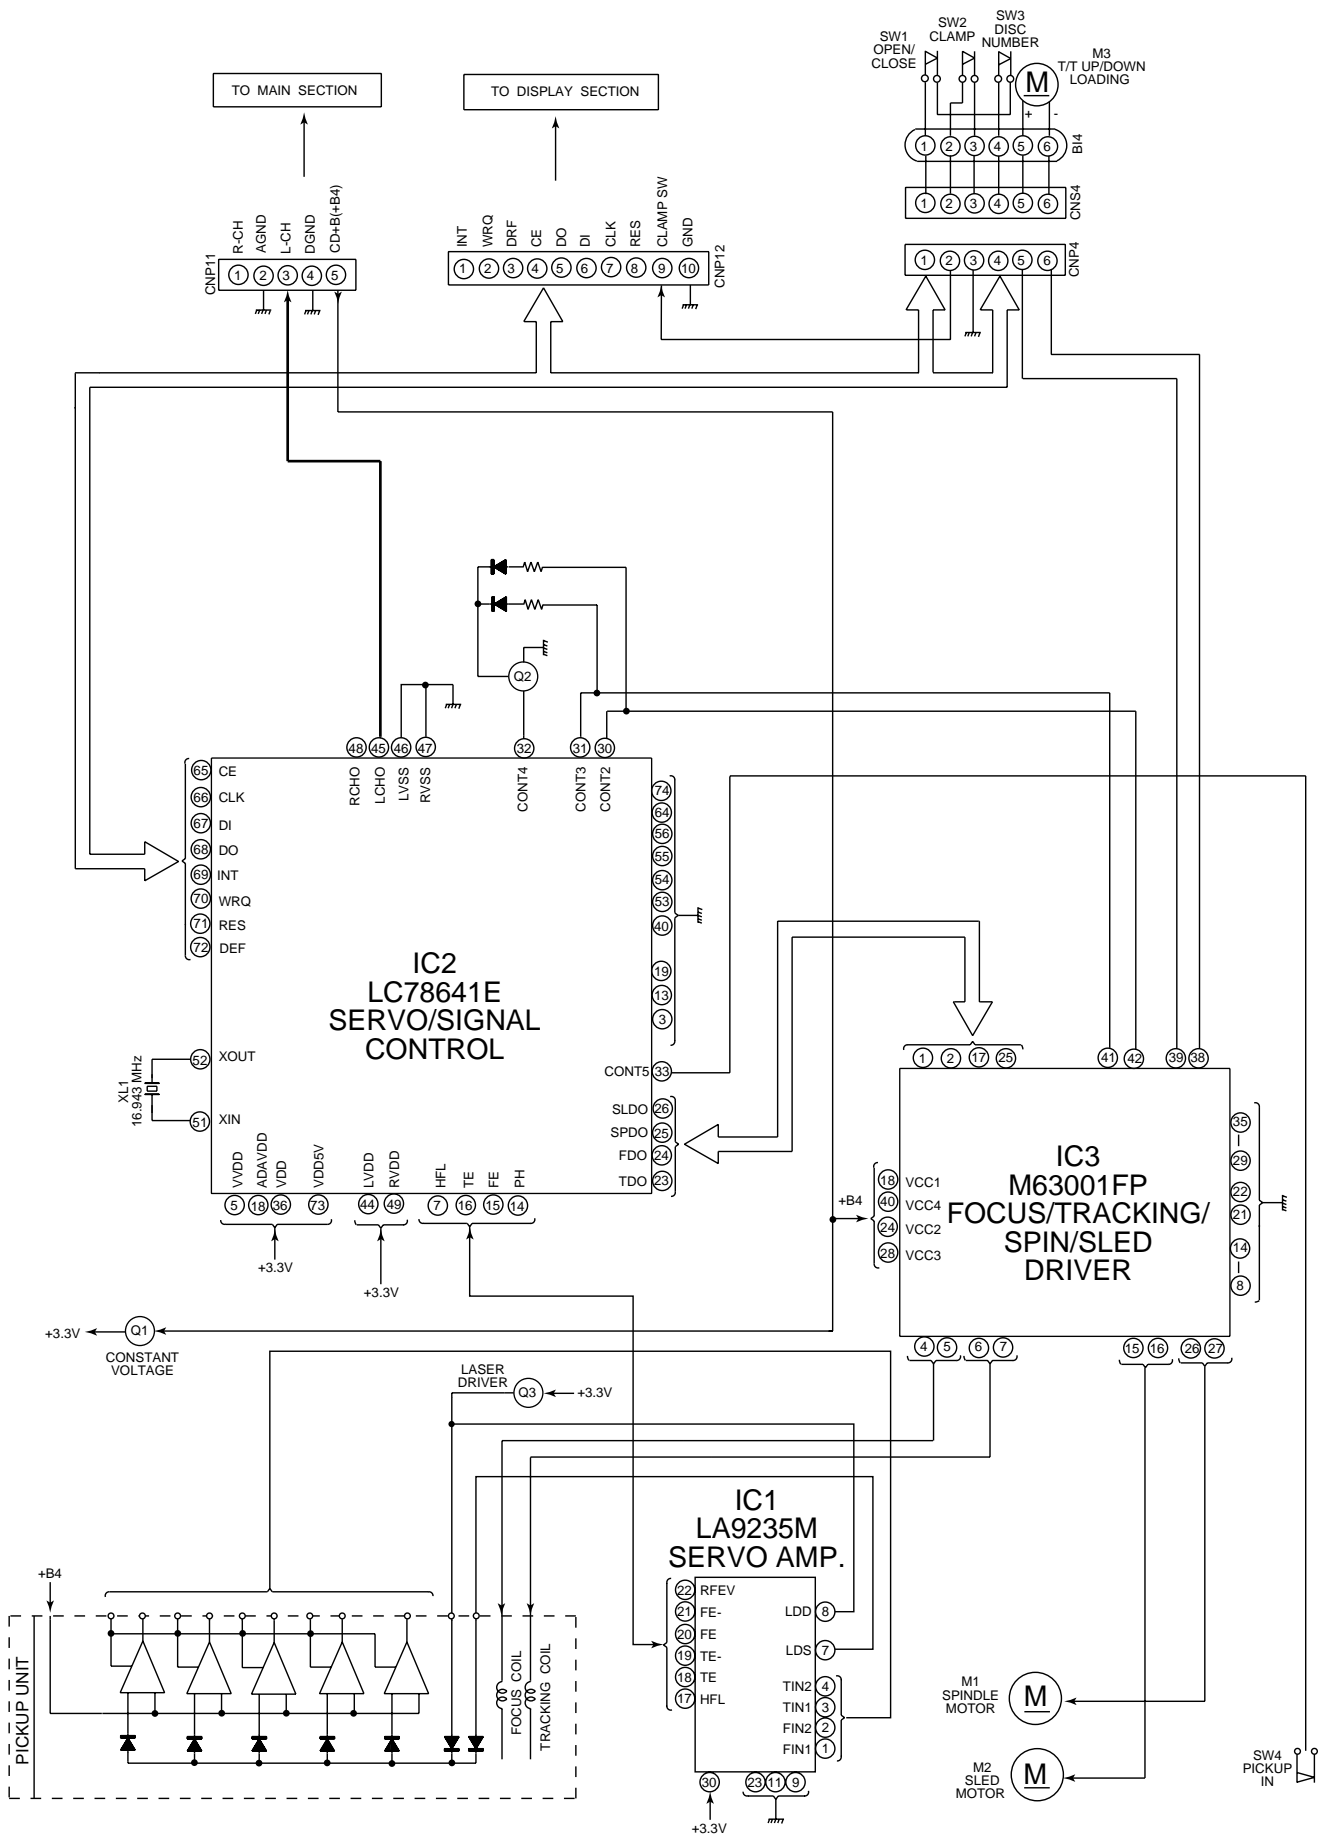 SW1
OPEN/
CLOSE
SW2
CLAMP
SW3
DISC
NUMBER
M3
T/T UP/DOWN
LOADING
M
+
-
1 2 3 4 5 6
BI4
1 2 3 4 5 6
CNS4
1 2 3 4 5 6
CNP4
TO MAIN SECTION
TO DISPLAY SECTION
R-CH
AGND
L-CH
DGND
CD+B(+B4)
CNP11
1 2 3 4 5
INT
WRQ
DRF
CE
DO
DI
CLK
RES
CLAMP SW
GND
1 2 3 4 5 6 7 8 9 10
CNP12
Q2
48 45 46 47 32 31 30
RCHO
LCHO
LVSS
RVSS
CONT4
CONT3
CONT2
65 CE
66 CLK
67 DI
68 DO
69 INT
70 WRQ
71 RES
72 DEF
74
64
56
55
54
53
40
19
13
3
IC2
LC78641E
SERVO/SIGNAL
CONTROL
52 XOUT
XL1
16.943 MHz
51 XIN
CONT5 33
SLDO 26
SPDO 25
FDO 24
TDO 23
VVDD
ADAVDD
VDD
VDD5V
LVDD
RVDD
HFL
TE
FE
PH
5 18 36 73 44 49 7 16 15 14
+3.3V
+3.3V
1 2 17 25 41 42 39 38
IC3
M63001FP
FOCUS/TRACKING/
SPIN/SLED
DRIVER
+B4
18 VCC1
40 VCC4
24 VCC2
28 VCC3
35
29
22
21
14
8
4 5 6 7 15 16 26 27
+3.3V
Q1
CONSTANT
VOLTAGE
LASER
DRIVER
Q3
+3.3V
IC1
LA9235M
SERVO AMP.
22 RFEV
21 FE-
20 FE
19 TE-
18 TE
17 HFL
LDD 8
LDS 7
TIN2 4
TIN1 3
FIN2 2
FIN1 1
30 23 11 9
+3.3V
+B4
PICKUP UNIT
FOCUS COIL
TRACKING COIL
M1
SPINDLE
MOTOR
M
M2
SLED
MOTOR
M
SW4
PICKUP
IN